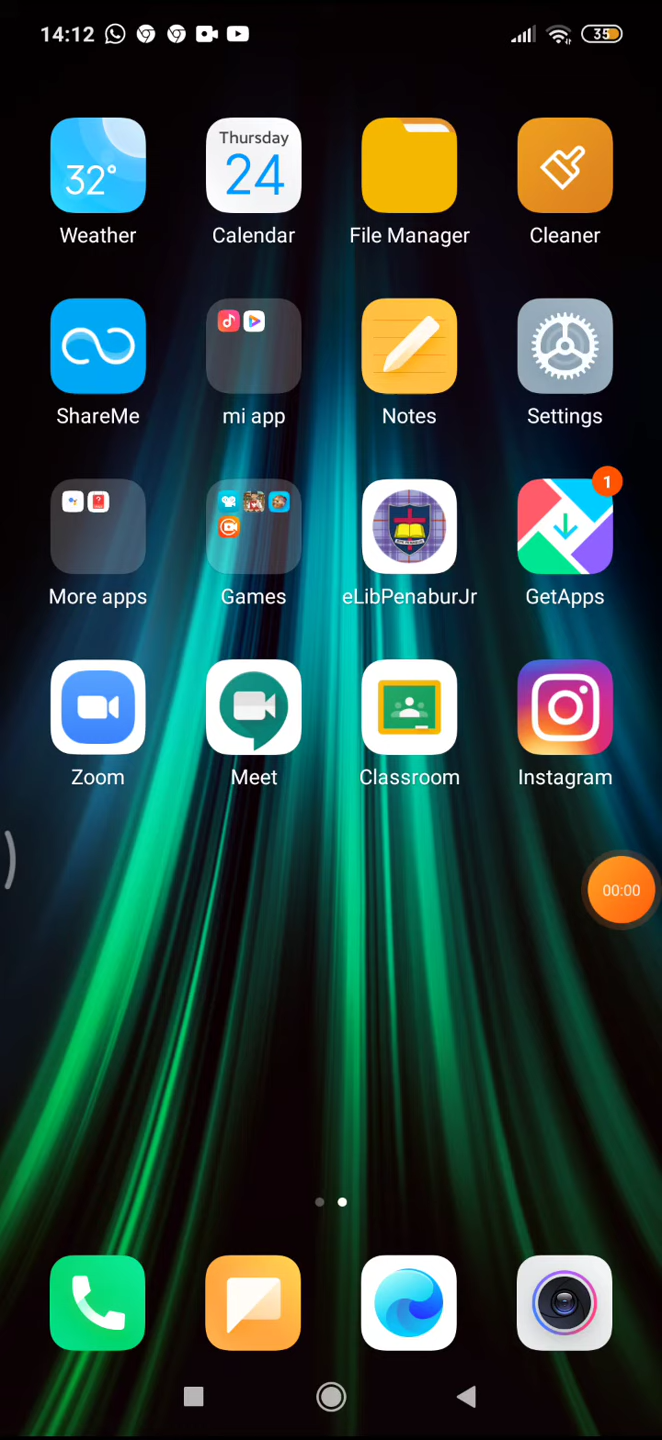 14:12
35
32°
Thursday
24
Weather
Calendar
File Manager
Cleaner
ShareMe
mi app
Notes
Settings
1
More apps
Games
eLibPenaburJr
GetApps
Zoom
Meet
Classroom
Instagram
00:00